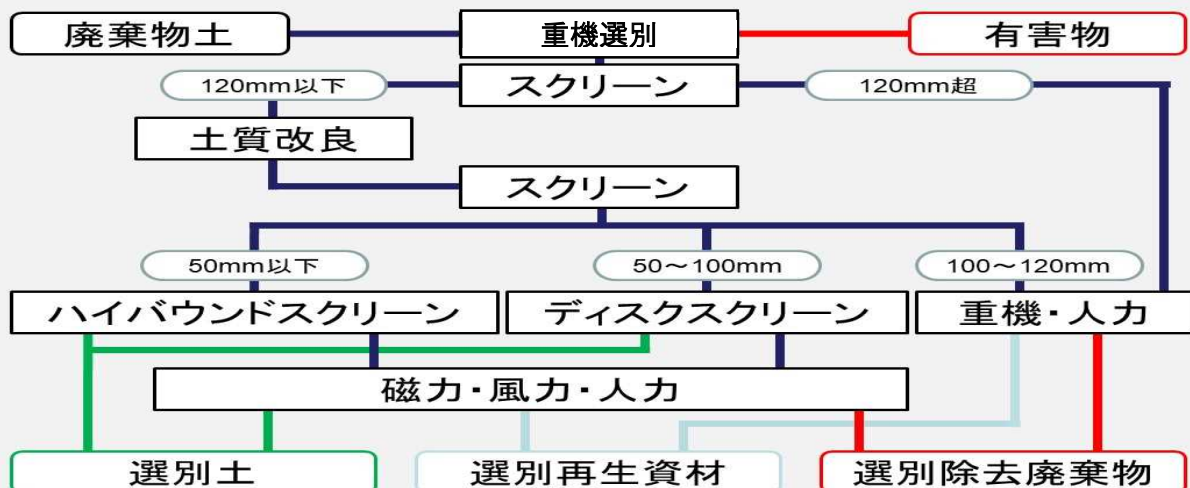 廃棄物土
重機選別
有害物
120mm以下
スクリーン
120mm超
土質改良
スクリーン
50mm以下
50～100mm
100～120mm
ハイバウンドスクリーン
ディスクスクリーン
重機・人力
磁力・風力・人力
選別土
選別再生資材
選別除去廃棄物